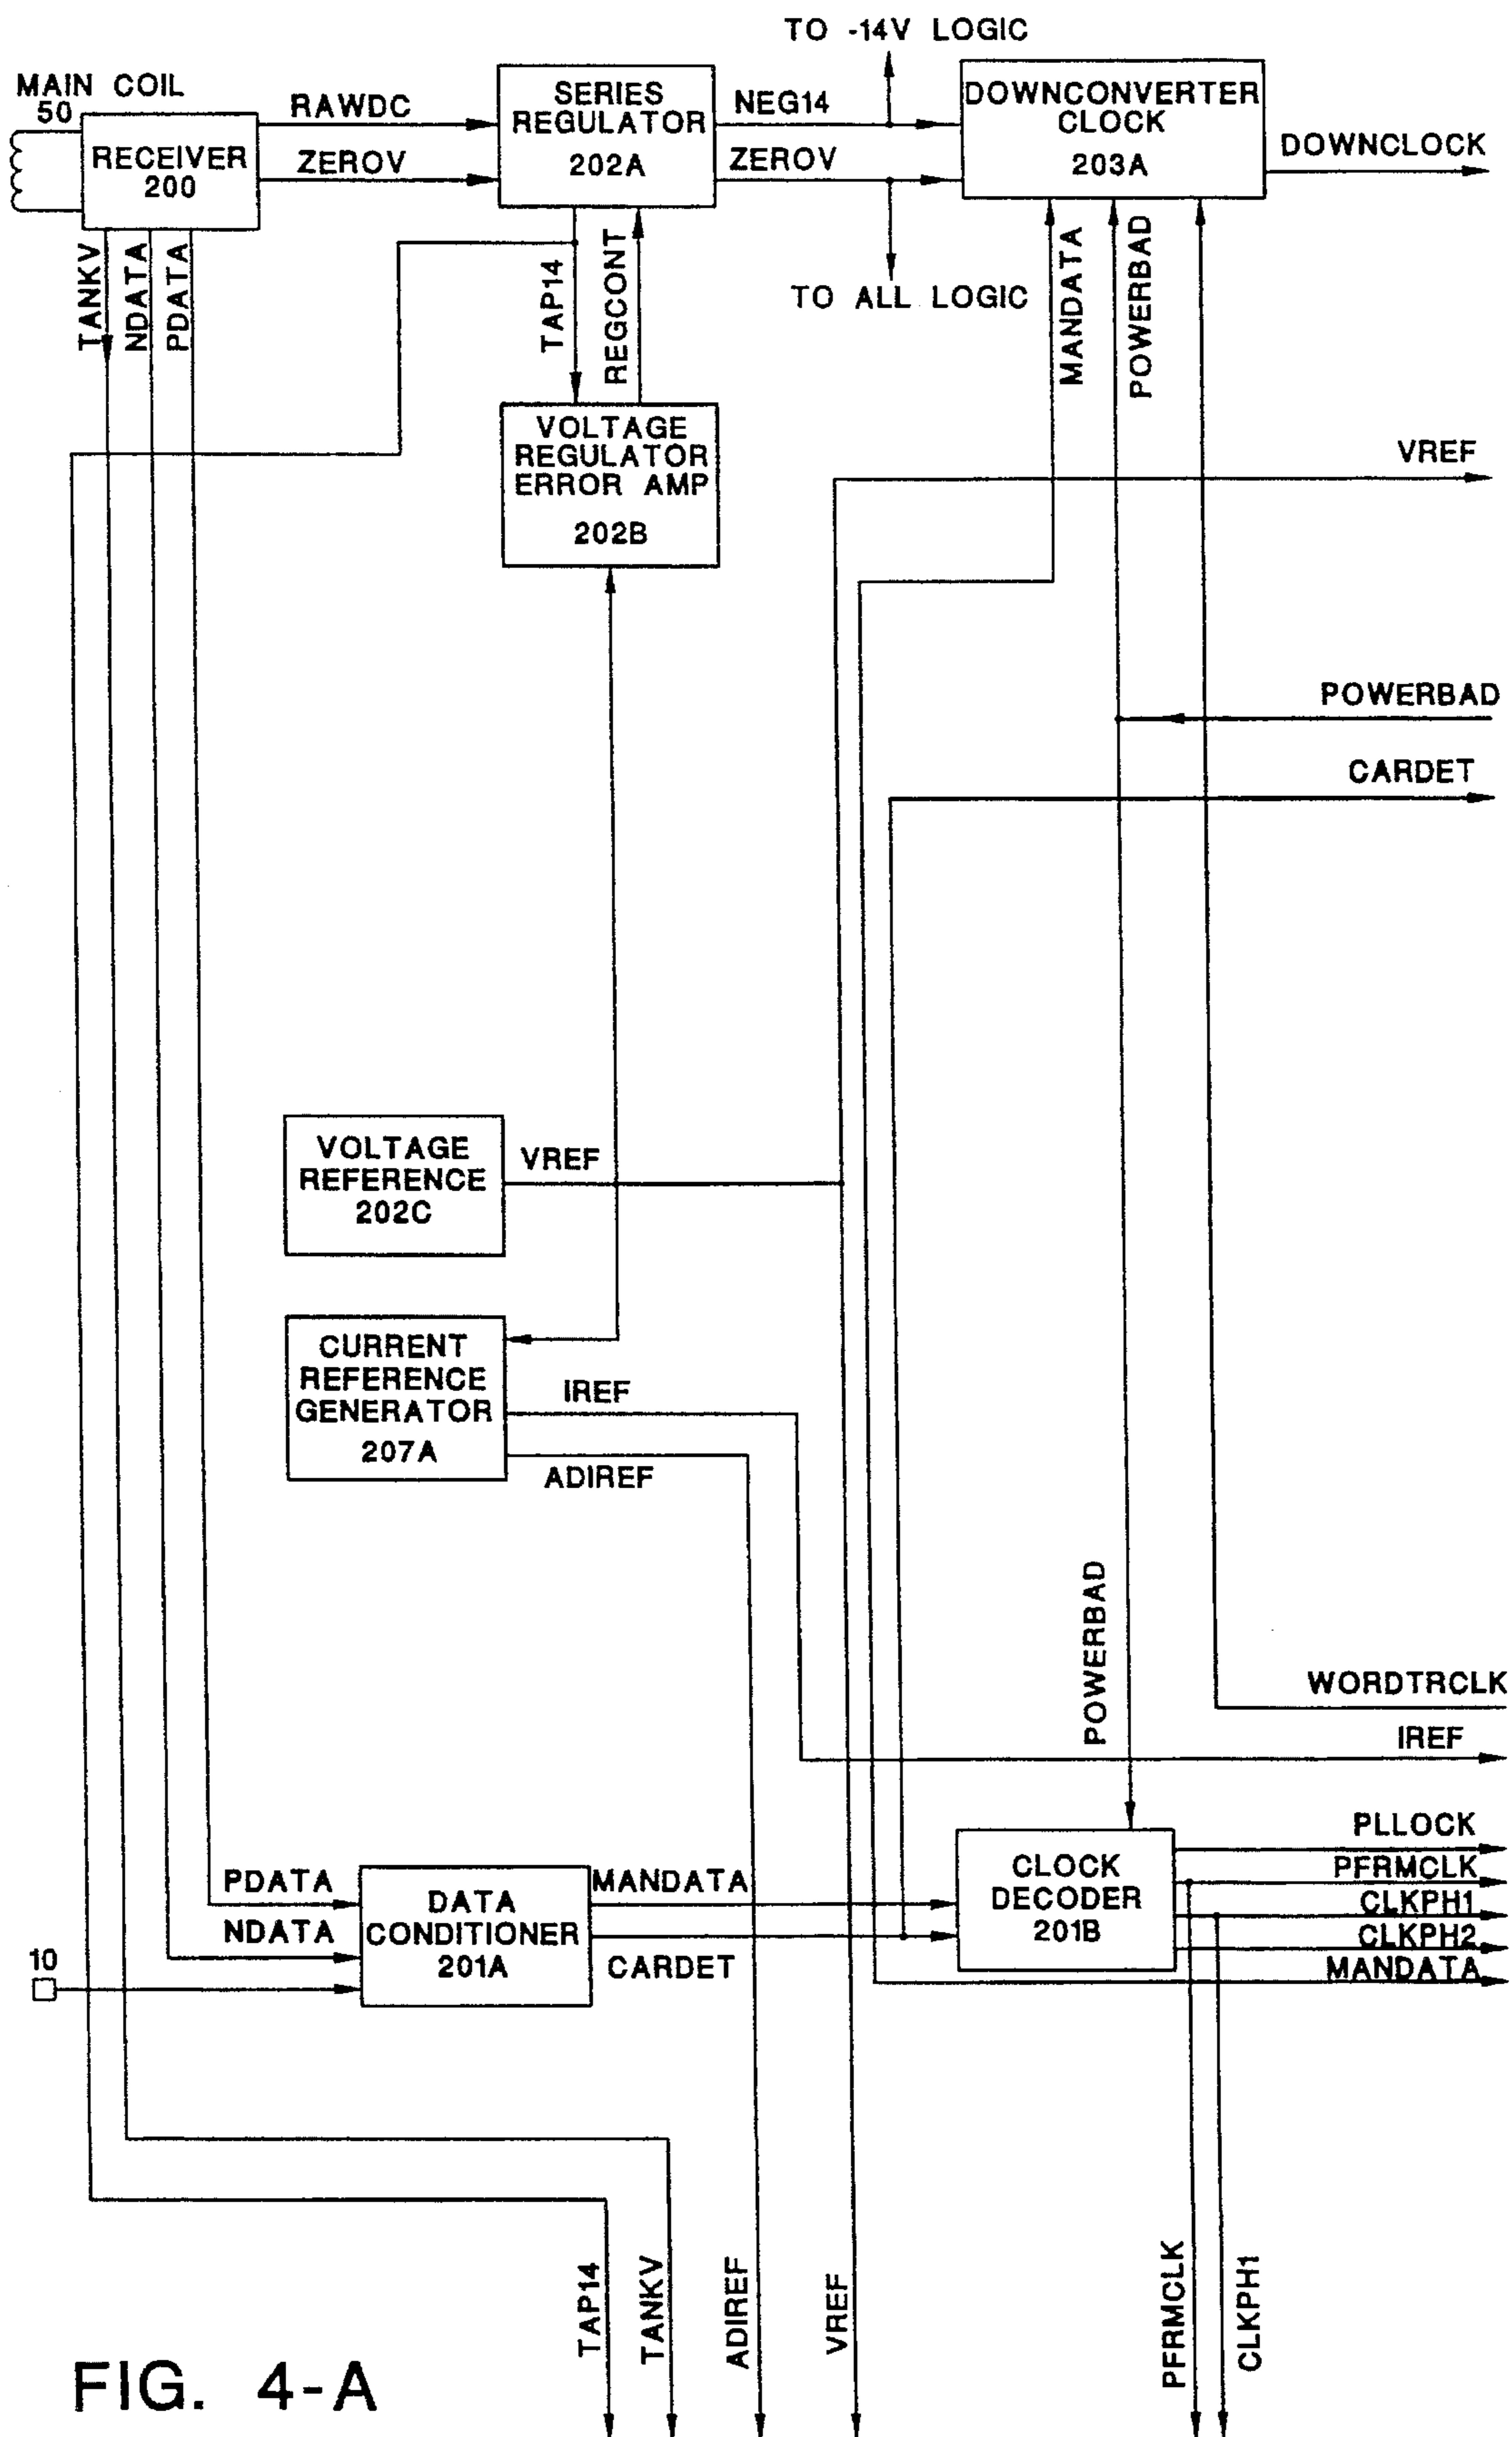 TO -14V LOGIC
MAIN COIL
50
RECEIVER
200
RAWDC
ZEROV
SERIES
REGULATOR
202A
NEG14
ZEROV
DOWNCONVERTER
CLOCK
203A
DOWNCLOCK
TANKV
NDATA
PDATA
TAP14
REGCONT
TO ALL LOGIC
MANDATA
POWERBAD
VOLTAGE
REGULATOR
ERROR AMP
202B
VREF
POWERBAD
CARDET
VOLTAGE
REFERENCE
202C
VREF
CURRENT
REFERENCE
GENERATOR
207A
IREF
ADIREF
POWERBAD
WORDTRCLK
IREF
PDATA
NDATA
10
DATA
CONDITIONER
201A
MANDATA
CARDET
CLOCK
DECODER
201B
PLLOCK
PFRMCLK
CLKPH1
CLKPH2
MANDATA
TAP14
TANKV
ADIREF
VREF
PFRMCLK
CLKPH1
FIG. 4-A